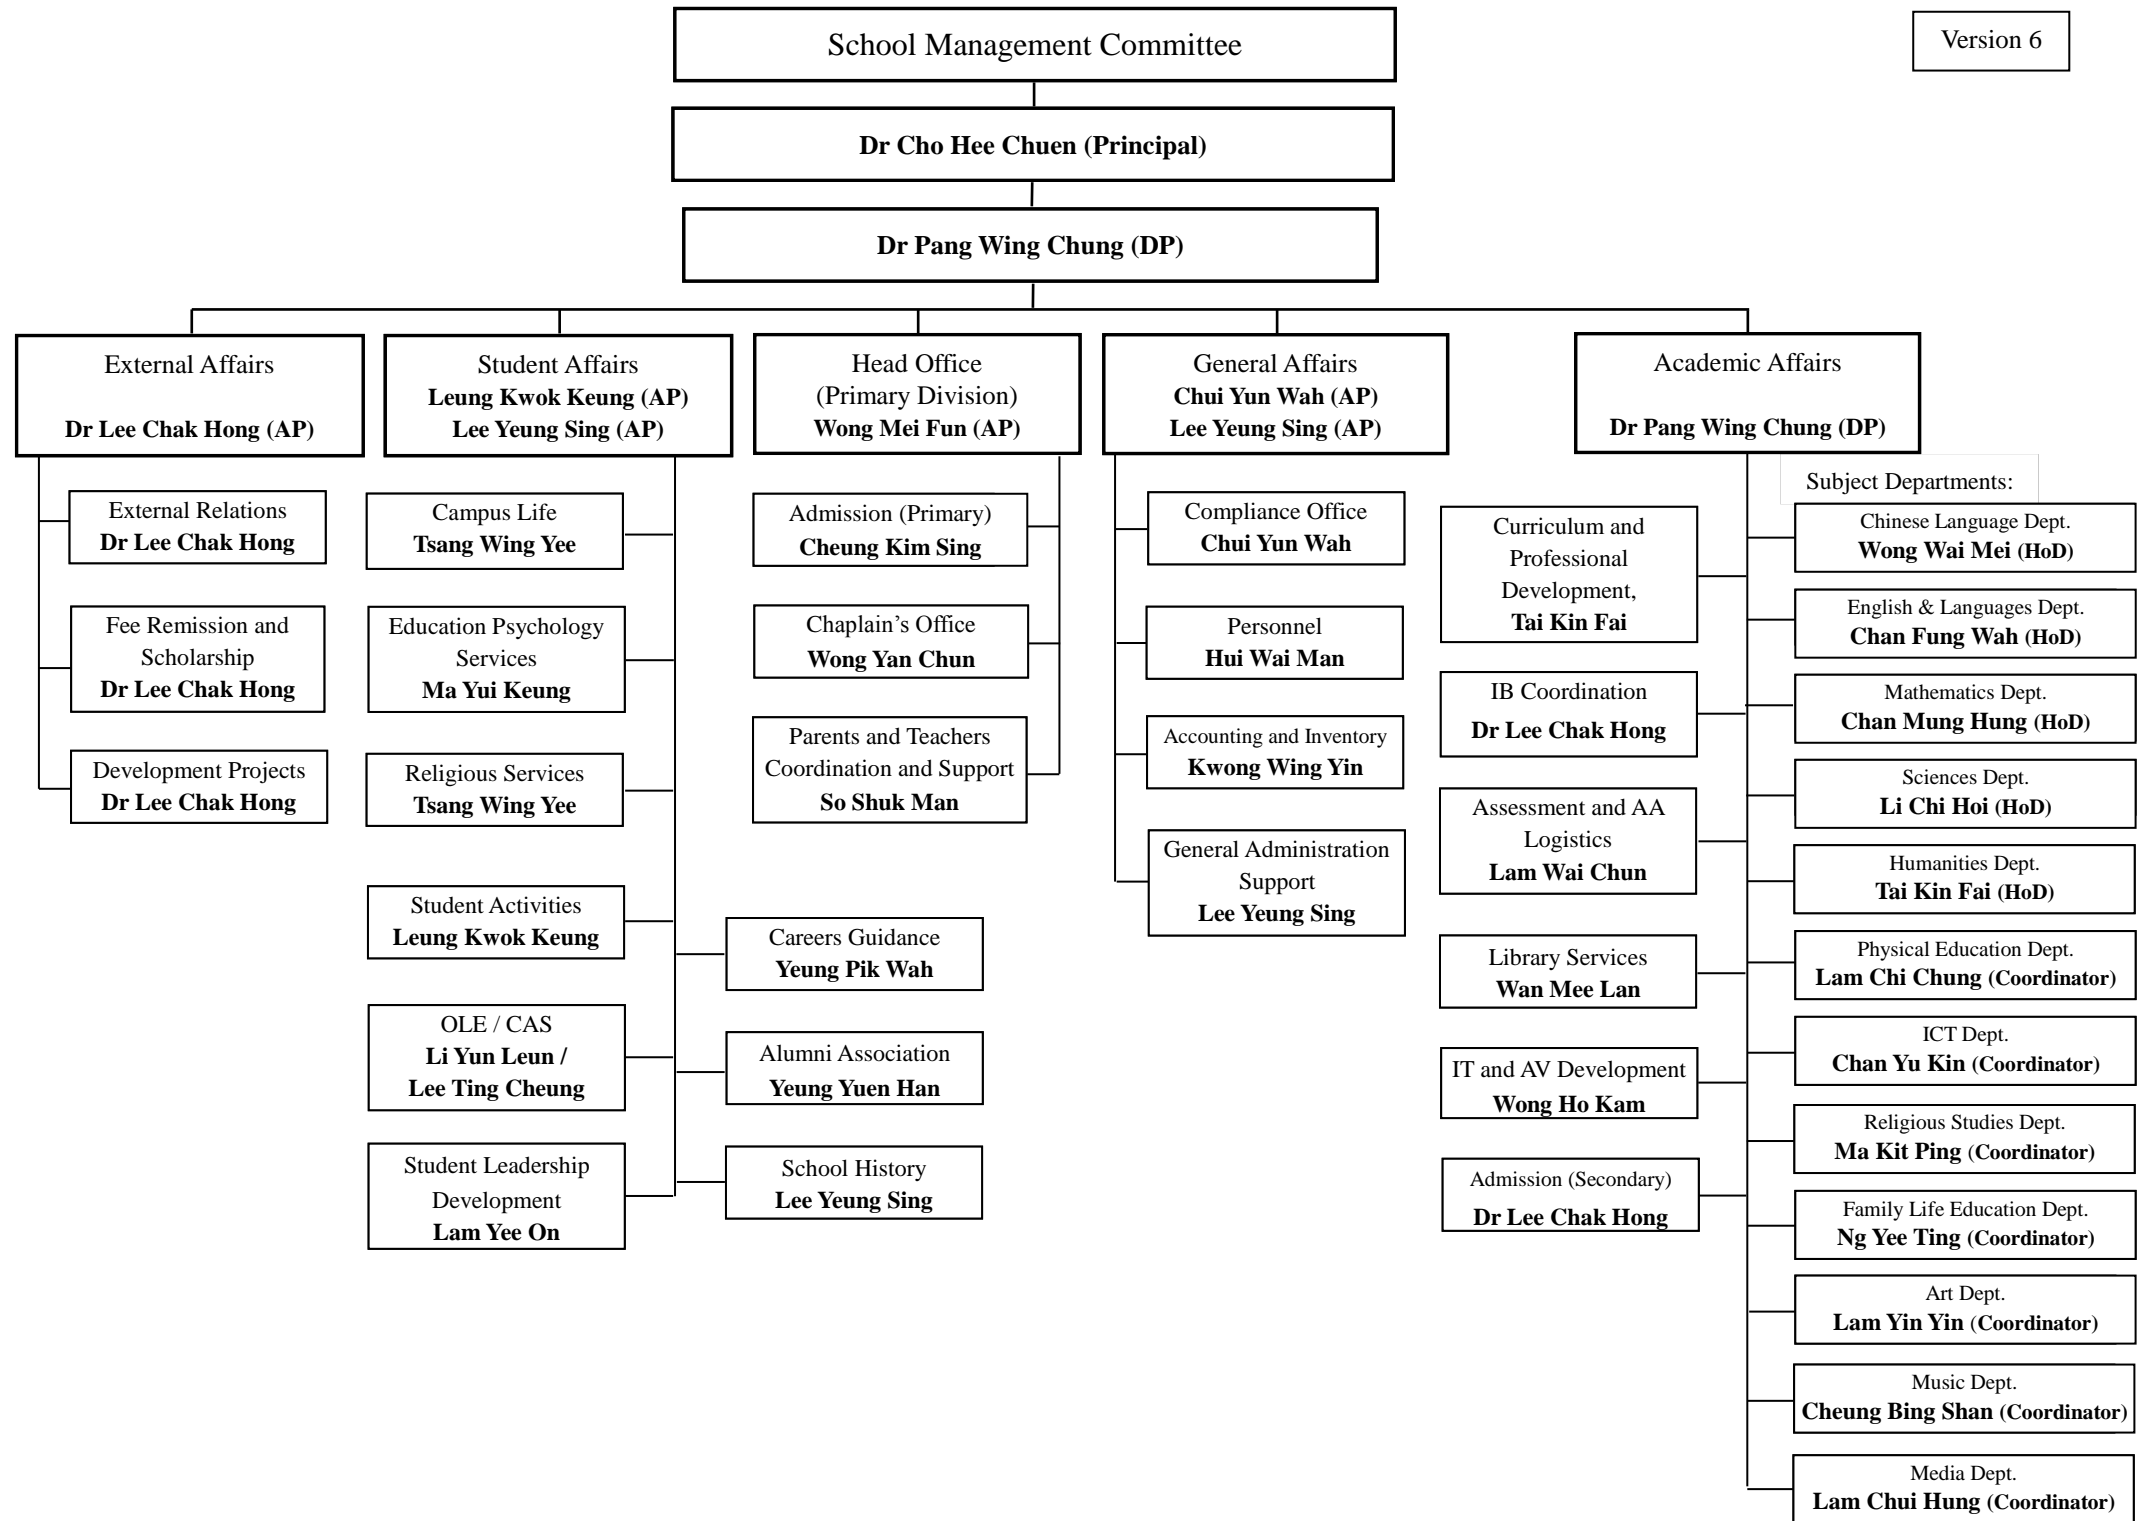 School Management Committee
Version 6
Dr Cho Hee Chuen (Principal)
Dr Pang Wing Chung (DP)
External Affairs
Dr Lee Chak Hong (AP)
Student Affairs
Leung Kwok Keung (AP)
Lee Yeung Sing (AP)
Head Office
(Primary Division)
Wong Mei Fun (AP)
General Affairs
Chui Yun Wah (AP)
Lee Yeung Sing (AP)
Academic Affairs
Dr Pang Wing Chung (DP)
External Relations
Dr Lee Chak Hong
Fee Remission and
Scholarship
Dr Lee Chak Hong
Development Projects
Dr Lee Chak Hong
Campus Life
Tsang Wing Yee
Education Psychology
Services
Ma Yui Keung
Religious Services
Tsang Wing Yee
Student Activities
Leung Kwok Keung
OLE / CAS
Li Yun Leun /
Lee Ting Cheung
Student Leadership
Development
Lam Yee On
Careers Guidance
Yeung Pik Wah
Alumni Association
Yeung Yuen Han
School History
Lee Yeung Sing
Admission (Primary)
Cheung Kim Sing
Chaplain’s Office
Wong Yan Chun
Parents and Teachers
Coordination and Support
So Shuk Man
Compliance Office
Chui Yun Wah
Personnel
Hui Wai Man
Accounting and Inventory
Kwong Wing Yin
General Administration
Support
Lee Yeung Sing
Curriculum and
Professional
Development,
Tai Kin Fai
IB Coordination
Dr Lee Chak Hong
Assessment and AA
Logistics
Lam Wai Chun
Library Services
Wan Mee Lan
IT and AV Development
Wong Ho Kam
Admission (Secondary)
Dr Lee Chak Hong
Subject Departments:
Chinese Language Dept.
Wong Wai Mei (HoD)
English & Languages Dept.
Chan Fung Wah (HoD)
Mathematics Dept.
Chan Mung Hung (HoD)
Sciences Dept.
Li Chi Hoi (HoD)
Humanities Dept.
Tai Kin Fai (HoD)
Physical Education Dept.
Lam Chi Chung (Coordinator)
ICT Dept.
Chan Yu Kin (Coordinator)
Religious Studies Dept.
Ma Kit Ping (Coordinator)
Family Life Education Dept.
Ng Yee Ting (Coordinator)
Art Dept.
Lam Yin Yin (Coordinator)
Music Dept.
Cheung Bing Shan (Coordinator)
Media Dept.
Lam Chui Hung (Coordinator)